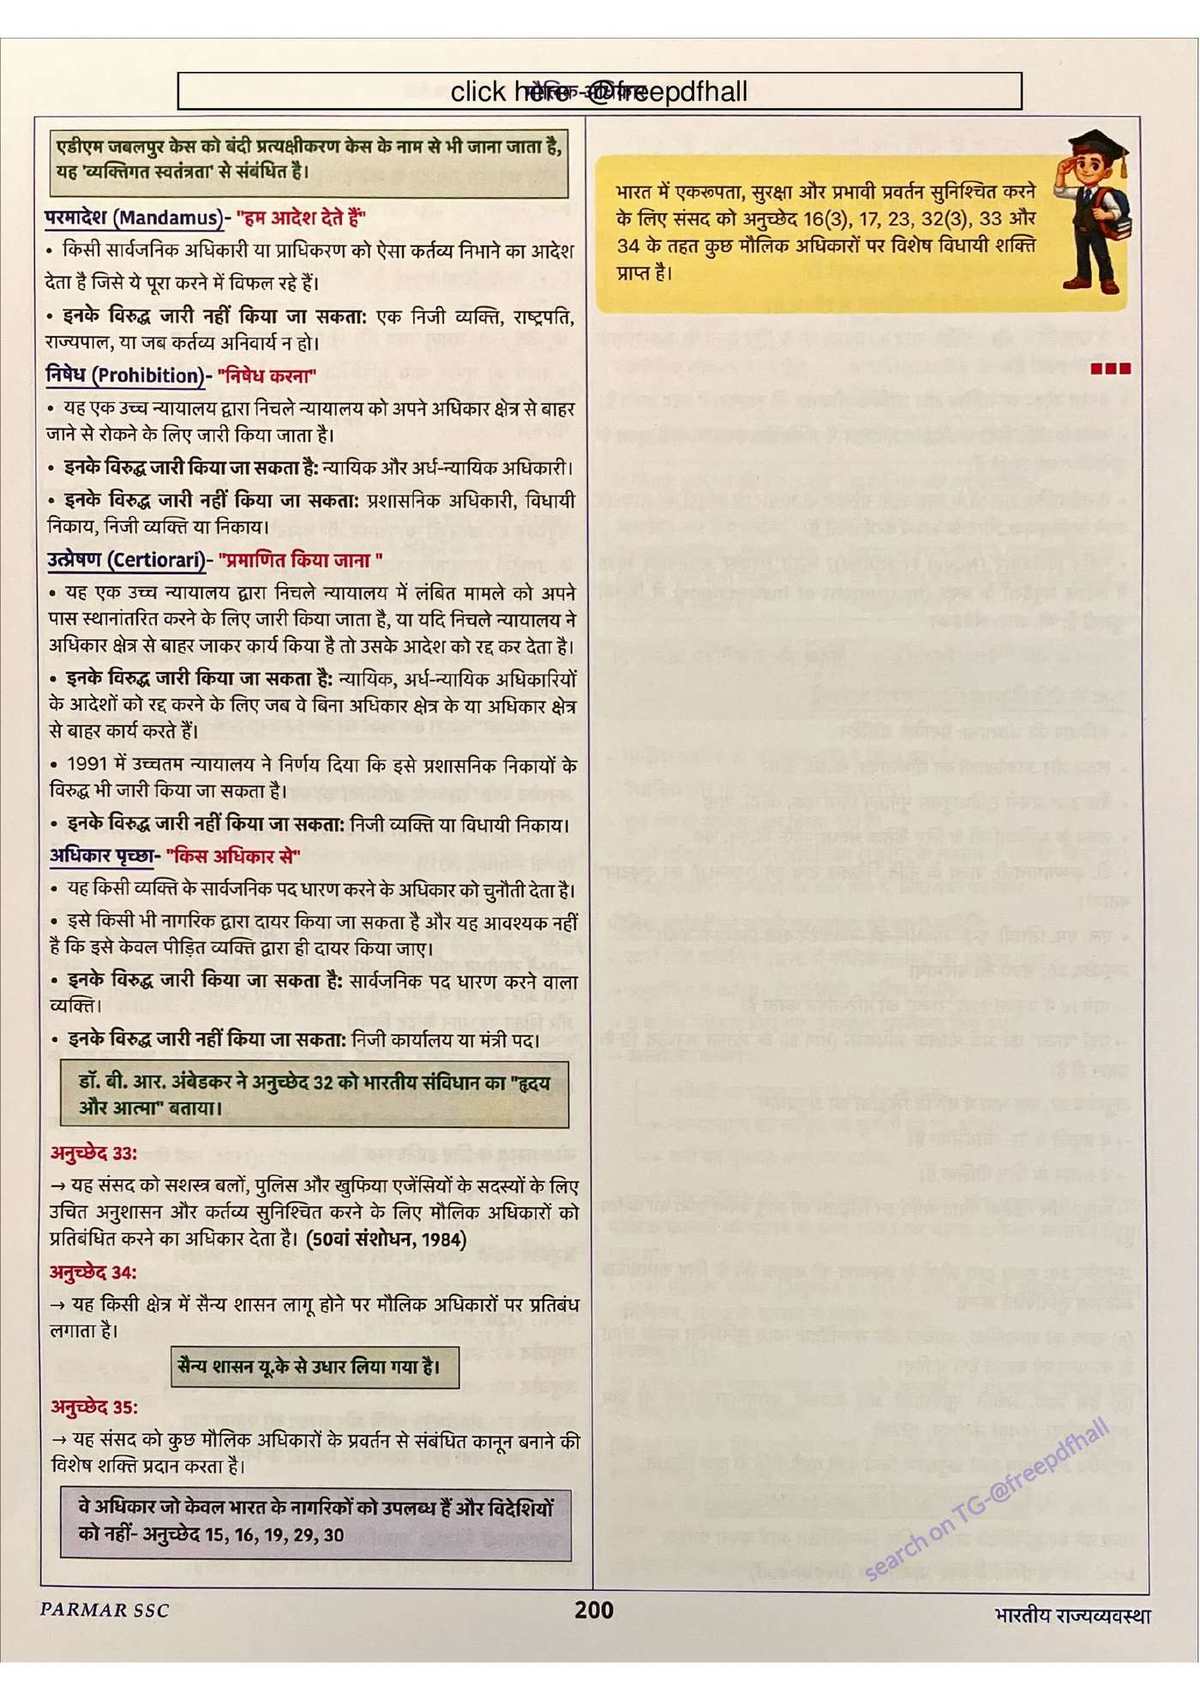 click here - @freepdfhall
एडीएम जबलपुर केस को बंदी प्रत्यक्षीकरण केस के नाम से भी जाना जाता है,
यह 'व्यक्तिगत स्वतंत्रता' से संबंधित है।
परमादेश (Mandamus)- "हम आदेश देते हैं"
• किसी सार्वजनिक अधिकारी या प्राधिकरण को ऐसा कर्तव्य निभाने का आदेश
देता है जिसे ये पूरा करने में विफल रहे हैं।
• इनके विरुद्ध जारी नहीं किया जा सकता: एक निजी व्यक्ति, राष्ट्रपति,
राज्यपाल, या जब कर्तव्य अनिवार्य न हो।
निषेध (Prohibition)- "निषेध करना"
• यह एक उच्च न्यायालय द्वारा निचले न्यायालय को अपने अधिकार क्षेत्र से बाहर
जाने से रोकने के लिए जारी किया जाता है।
• इनके विरुद्ध जारी किया जा सकता है: न्यायिक और अर्ध-न्यायिक अधिकारी।
• इनके विरुद्ध जारी नहीं किया जा सकता: प्रशासनिक अधिकारी, विधायी
निकाय, निजी व्यक्ति या निकाय।
उत्प्रेषण (Certiorari)- "प्रमाणित किया जाना "
• यह एक उच्च न्यायालय द्वारा निचले न्यायालय में लंबित मामले को अपने
पास स्थानांतरित करने के लिए जारी किया जाता है, या यदि निचले न्यायालय ने
अधिकार क्षेत्र से बाहर जाकर कार्य किया है तो उसके आदेश को रद्द कर देता है।
• इनके विरुद्ध जारी किया जा सकता है: न्यायिक, अर्ध-न्यायिक अधिकारियों
के आदेशों को रद्द करने के लिए जब वे बिना अधिकार क्षेत्र के या अधिकार क्षेत्र
से बाहर कार्य करते हैं।
• 1991 में उच्चतम न्यायालय ने निर्णय दिया कि इसे प्रशासनिक निकायों के
विरुद्ध भी जारी किया जा सकता है।
• इनके विरुद्ध जारी नहीं किया जा सकता: निजी व्यक्ति या विधायी निकाय।
अधिकार पृच्छा- "किस अधिकार से"
• यह किसी व्यक्ति के सार्वजनिक पद धारण करने के अधिकार को चुनौती देता है।
• इसे किसी भी नागरिक द्वारा दायर किया जा सकता है और यह आवश्यक नहीं
है कि इसे केवल पीड़ित व्यक्ति द्वारा ही दायर किया जाए।
• इनके विरुद्ध जारी किया जा सकता है: सार्वजनिक पद धारण करने वाला
व्यक्ति।
• इनके विरुद्ध जारी नहीं किया जा सकता: निजी कार्यालय या मंत्री पद।
डॉ. बी. आर. अंबेडकर ने अनुच्छेद 32 को भारतीय संविधान का "हृदय
और आत्मा" बताया।
अनुच्छेद 33:
→ यह संसद को सशस्त्र बलों, पुलिस और खुफिया एजेंसियों के सदस्यों के लिए
उचित अनुशासन और कर्तव्य सुनिश्चित करने के लिए मौलिक अधिकारों को
प्रतिबंधित करने का अधिकार देता है। (50वां संशोधन, 1984)
अनुच्छेद 34:
→ यह किसी क्षेत्र में सैन्य शासन लागू होने पर मौलिक अधिकारों पर प्रतिबंध
लगाता है।
सैन्य शासन यू.के से उधार लिया गया है।
अनुच्छेद 35:
→ यह संसद को कुछ मौलिक अधिकारों के प्रवर्तन से संबंधित कानून बनाने की
विशेष शक्ति प्रदान करता है।
वे अधिकार जो केवल भारत के नागरिकों को उपलब्ध हैं और विदेशियों
को नहीं- अनुच्छेद 15, 16, 19, 29, 30
भारत में एकरूपता, सुरक्षा और प्रभावी प्रवर्तन सुनिश्चित करने
के लिए संसद को अनुच्छेद 16(3), 17, 23, 32(3), 33 और
34 के तहत कुछ मौलिक अधिकारों पर विशेष विधायी शक्ति
प्राप्त है।
search on TG-@freepdfhall
PARMAR SSC
200
भारतीय राज्यव्यवस्था